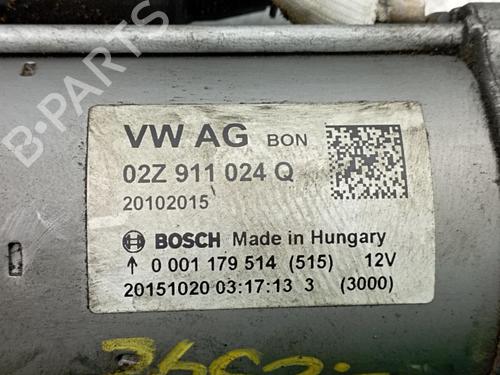 VW AG BON
02Z 911 024 Q
20102015
BOSCH Made in Hungary
↑ 0 001 179 514 (515) 12V
20151020 03:17:13 3 (3000)